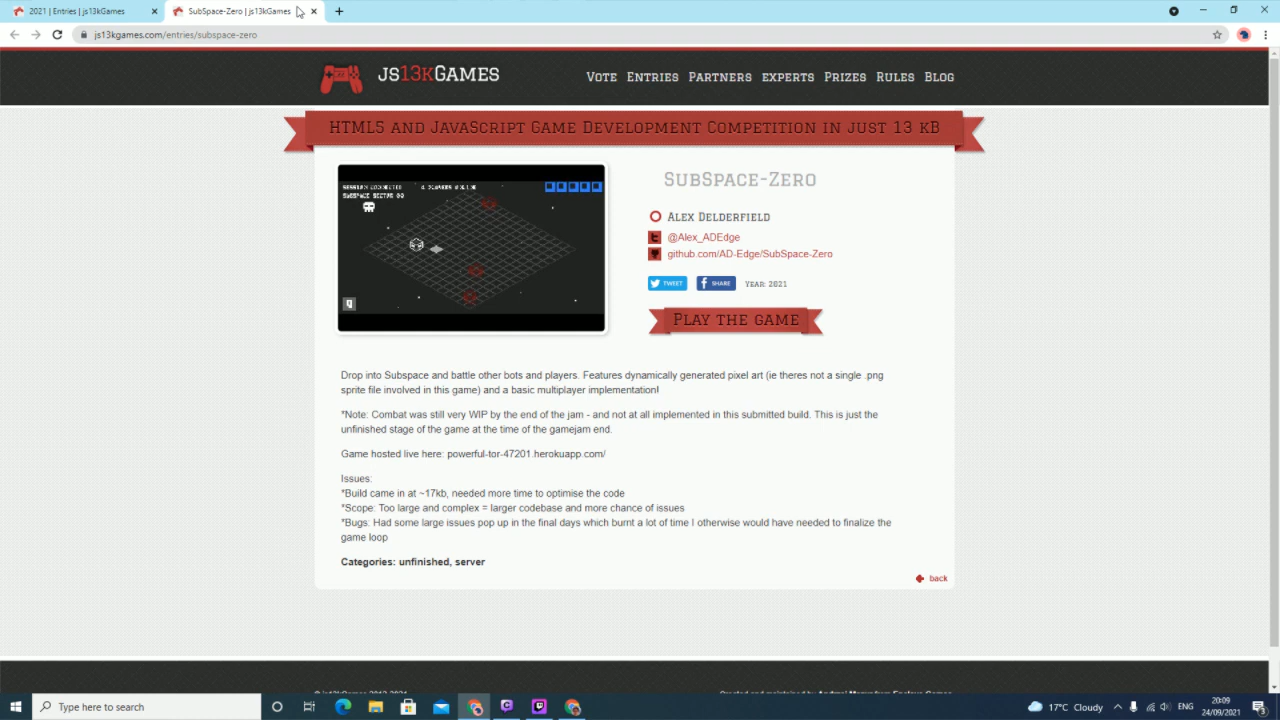 2021 | Entries | js13kGames
SubSpace-Zero | js13kGames
js13kgames.com/entries/subspace-zero
JS13KGAMES
VOTE ENTRIES PARTNERS EXPERTS PRIZES RULES BLOG
HTML5 AND JAVASCRIPT GAME DEVELOPMENT COMPETITION IN JUST 13 KB
SUBSPACE-ZERO
ALEX DELDERFIELD
@Alex_ADEdge
github.com/AD-Edge/SubSpace-Zero
TWEET SHARE YEAR: 2021
PLAY THE GAME
Drop into Subspace and battle other bots and players. Features dynamically generated pixel art (ie theres not a single .png
sprite file involved in this game) and a basic multiplayer implementation!
*Note: Combat was still very WIP by the end of the jam - and not at all implemented in this submitted build. This is just the
unfinished stage of the game at the time of the gamejam end.
Game hosted live here: powerful-tor-47201.herokuapp.com/
Issues:
*Build came in at ~17kb, needed more time to optimise the code
*Scope: Too large and complex = larger codebase and more chance of issues
*Bugs: Had some large issues pop up in the final days which burnt a lot of time I otherwise would have needed to finalize the
game loop
Categories: unfinished, server
back
Type here to search
17°C Cloudy
ENG
20:09
24/09/2021
3